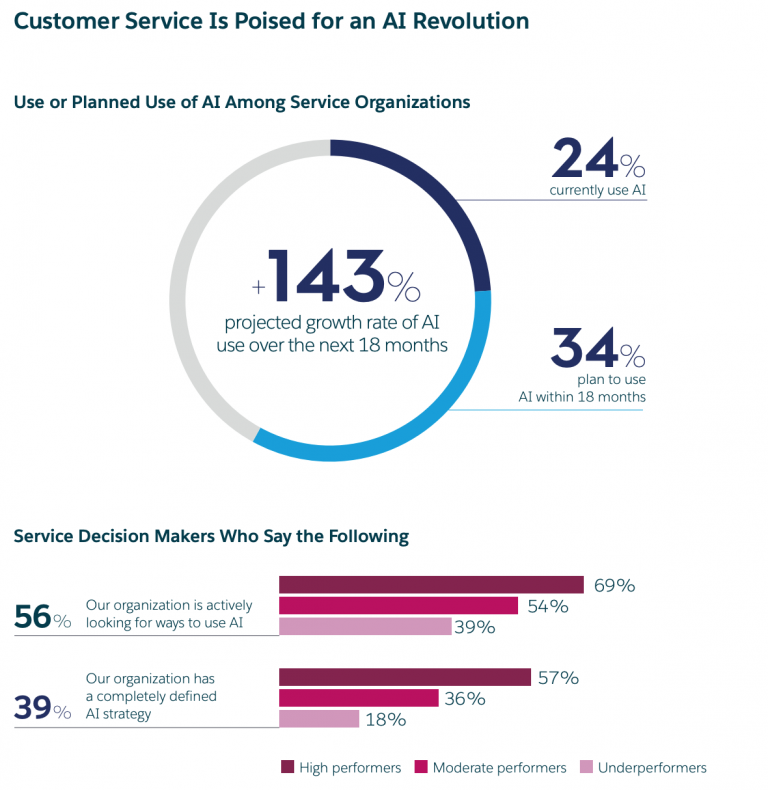 Customer Service Is Poised for an AI Revolution
Use or Planned Use of AI Among Service Organizations
24%
currently use AI
+143%
projected growth rate of AI
use over the next 18 months
34%
plan to use
AI within 18 months
Service Decision Makers Who Say the Following
56%
Our organization is actively
looking for ways to use AI
69%
54%
39%
39%
Our organization has
a completely defined
AI strategy
57%
36%
18%
High performers
Moderate performers
Underperformers